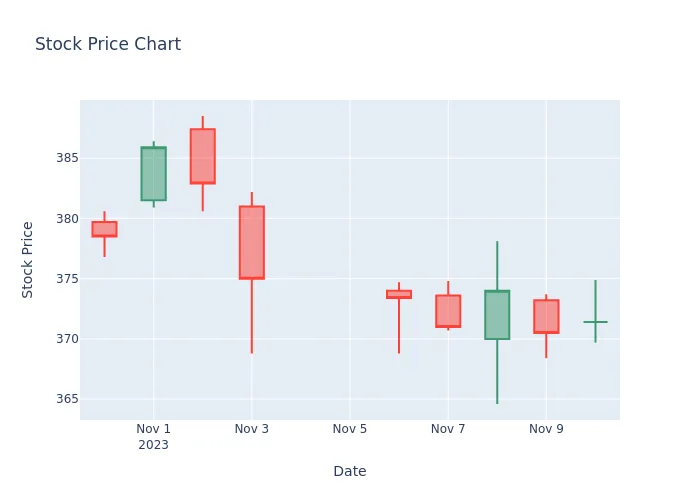 Stock Price Chart
Stock Price
385
380
375
370
365
Nov 1
2023
Nov 3
Nov 5
Nov 7
Nov 9
Date